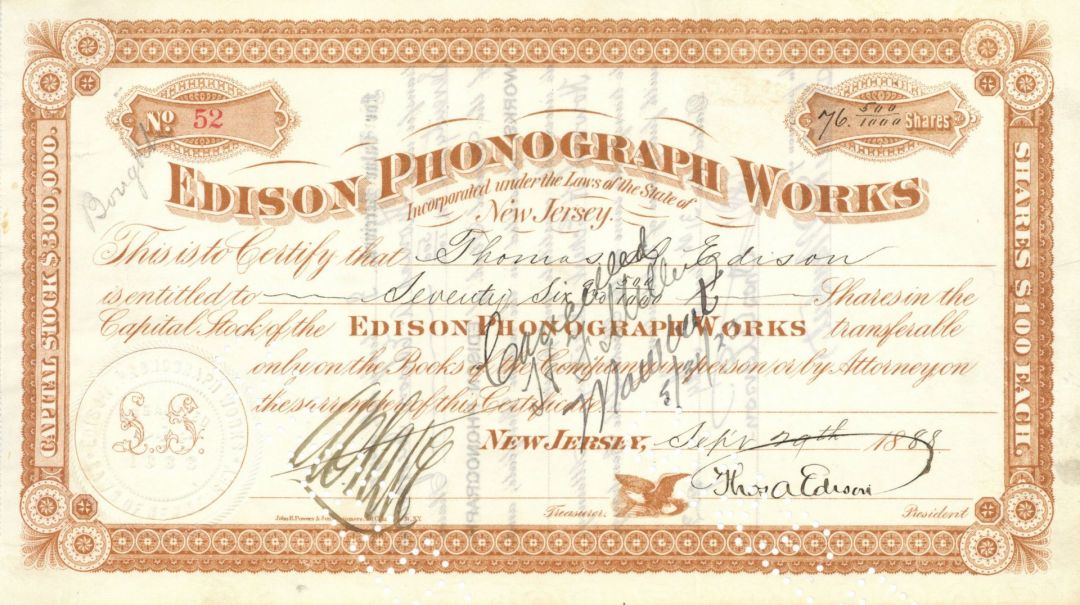 No 52
76. 500/1000 Shares
Bought
EDISON PHONOGRAPH WORKS
Incorporated under the Laws of the State of
New Jersey.
CAPITAL STOCK $300,000.
SHARES $100 EACH.
This is to Certify that Thomas A Edison
is entitled to Seventy Six 500/1000 Shares in the
Capital Stock of the EDISON PHONOGRAPH WORKS transferable
only on the Books of the Company in person or by Attorney on
the surrender of this Certificate.
Cancelled
NEW JERSEY, Sept 29th 1888
Thos A Edison
Treasurer. President
John H. Powers &
1888